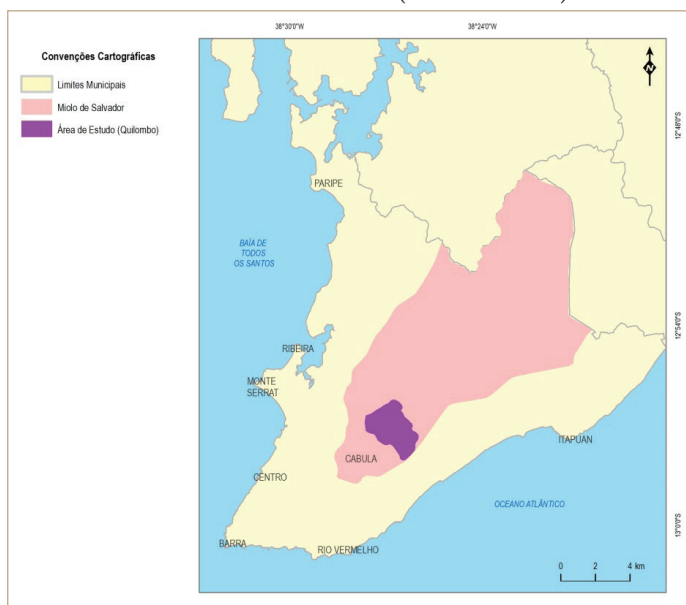 38°30'0"W
38°24'0"W
Convenções Cartográficas
Limites Municipais
Miolo de Salvador
Área de Estudo (Quilombo)
N
12°48'0"S
PARIPE
BAÍA DE
TODOS
OS SANTOS
12°54'0"S
RIBEIRA
MONTE
SERRAT
ITAPUAN
CABULA
CENTRO
OCEANO ATLÂNTICO
13°0'0"S
BARRA
RIO VERMELHO
0 2 4 km